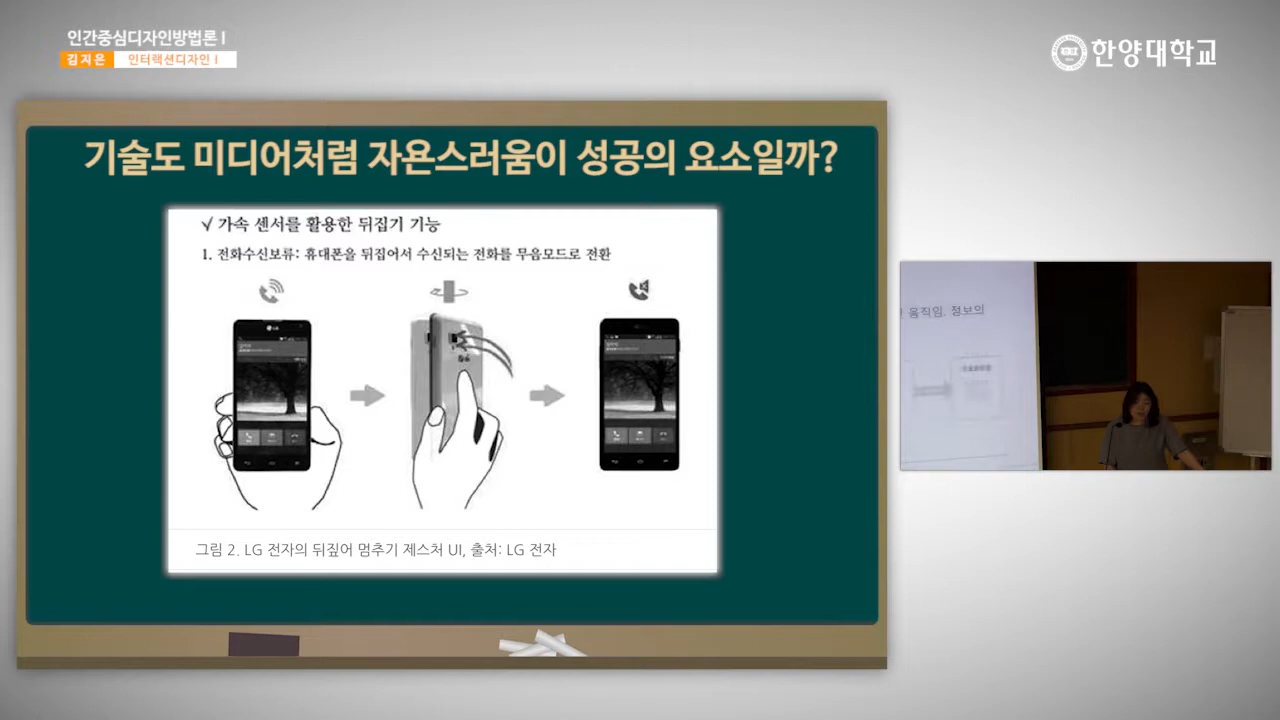 인간중심디자인방법론 I
김지은 인터랙션디자인 I
한양대학교
기술도 미디어처럼 자욘스러움이 성공의 요소일까?
√ 가속 센서를 활용한 뒤집기 기능
1. 전화수신보류: 휴대폰을 뒤집어서 수신되는 전화를 무음모드로 전환
LG
그림 2. LG 전자의 뒤짚어 멈추기 제스처 UI, 출처: LG 전자
움직임. 정보의